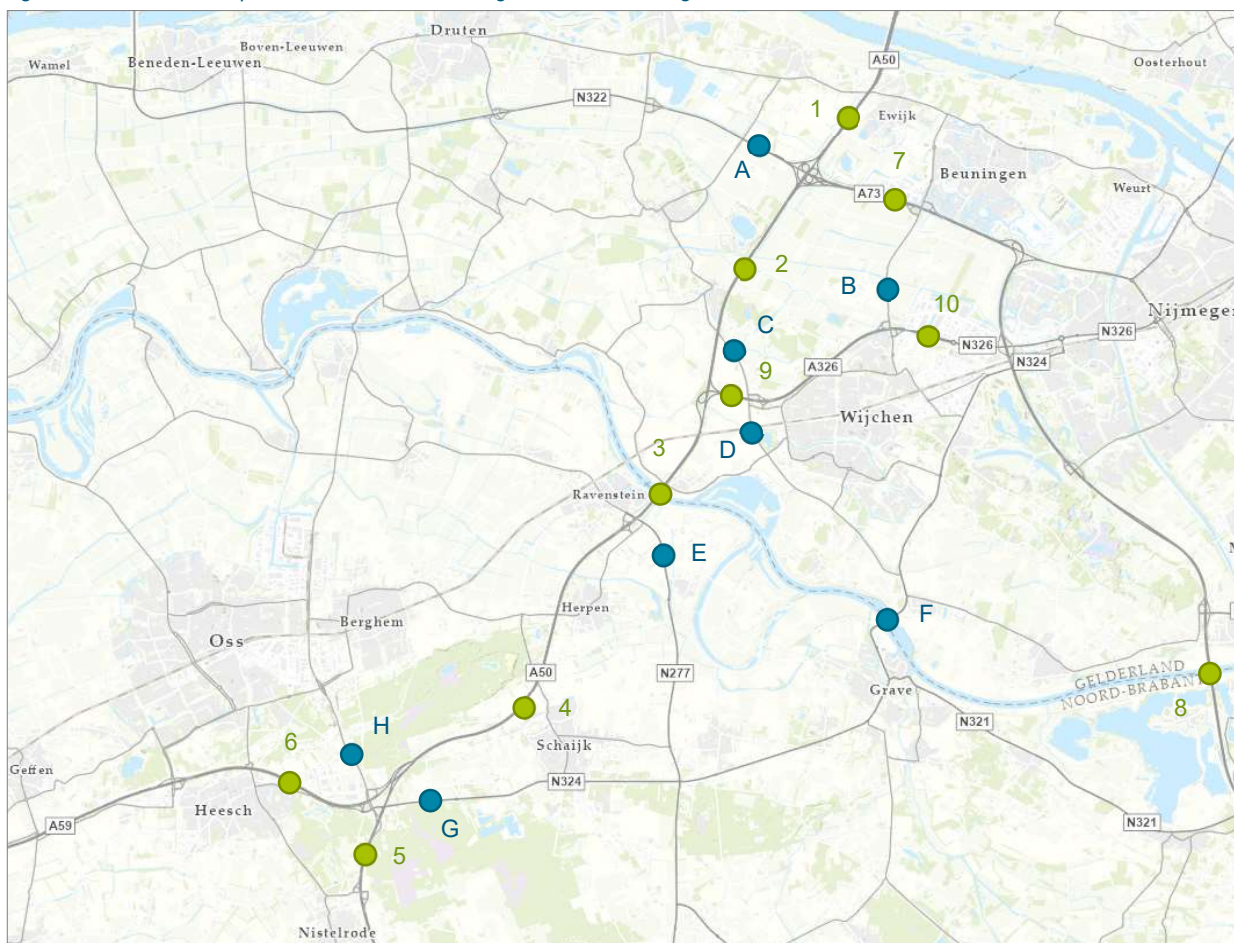 Druten
Boven-Leeuwen
Wamel
Beneden-Leeuwen
A50
Oosterhout
N322
1
Ewijk
A
7
Beuningen
Weurt
A73
2
B
10
Nijmegen
C
N326
N326
N324
9
A326
Wijchen
D
3
Ravenstein
E
Herpen
Berghem
Oss
F
A50
N277
GELDERLAND
NOORD-BRABANT
Grave
8
4
N321
H
Schaijk
6
Geffen
N324
Heesch
G
A59
N321
5
Nistelrode